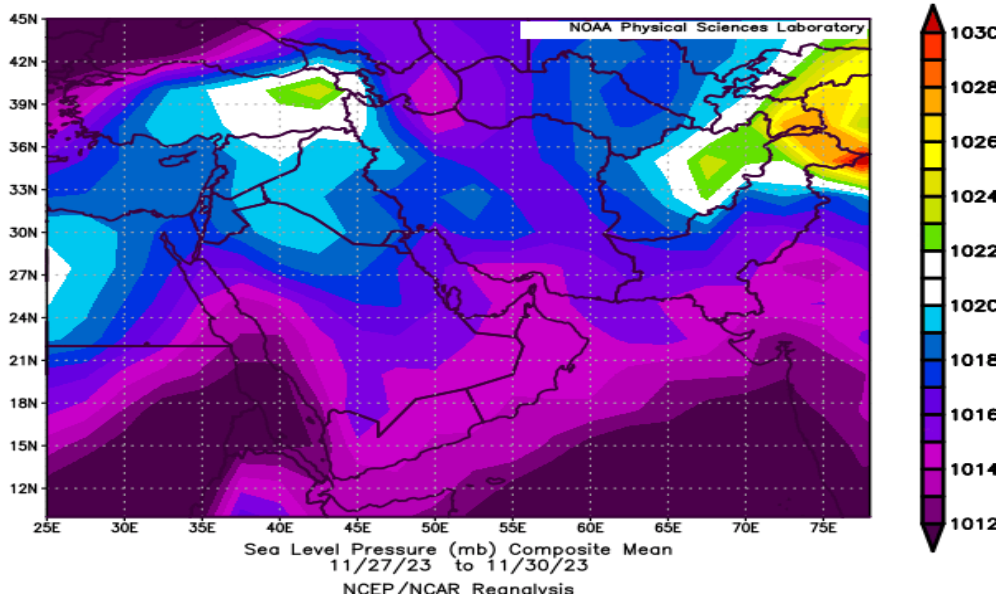 NOAA Physical Sciences Laboratory
45N
42N
39N
36N
33N
30N
27N
24N
21N
18N
15N
12N
25E 30E 35E 40E 45E 50E 55E 60E 65E 70E 75E
1030
1028
1026
1024
1022
1020
1018
1016
1014
1012
Sea Level Pressure (mb) Composite Mean
11/27/23 to 11/30/23
NCEP/NCAR Reanalysis